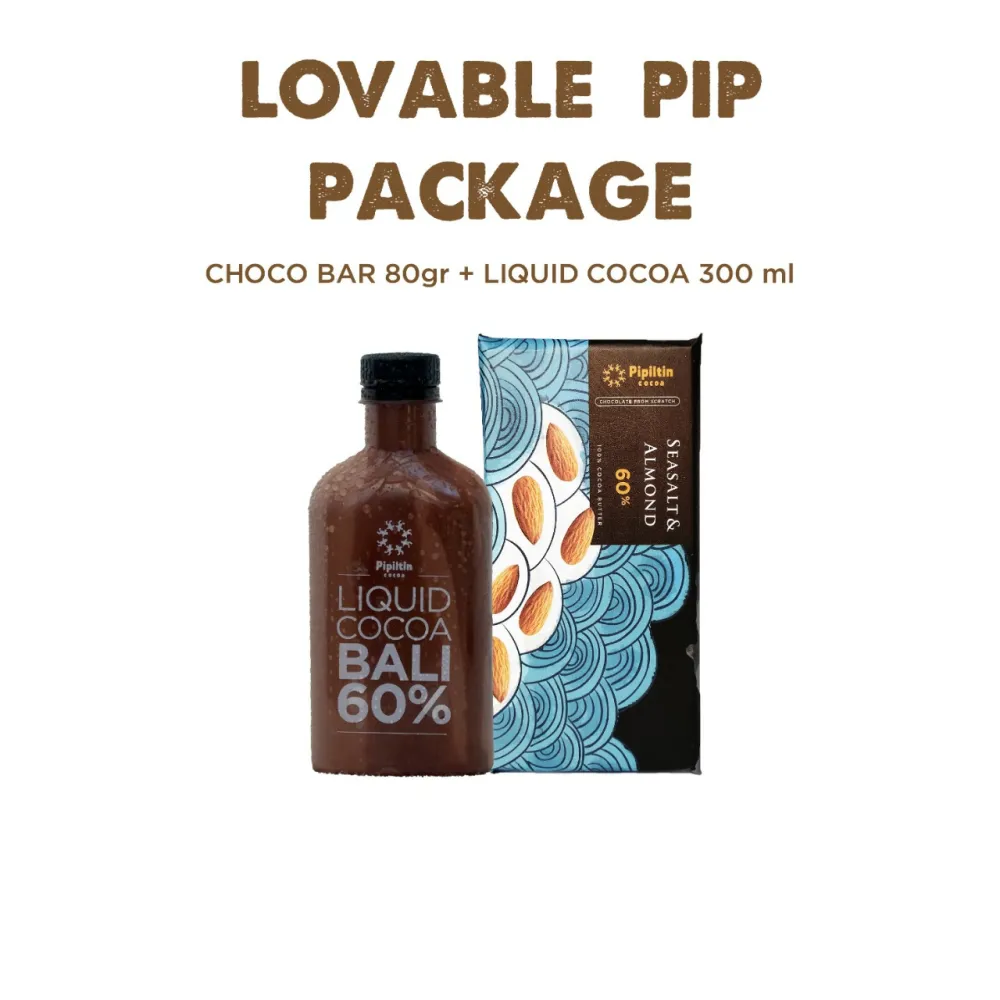 LOVABLE PIP
PACKAGE
CHOCO BAR 80gr + LIQUID COCOA 300 ml
Pipiltin
COCOA
LIQUID
COCOA
BALI
60%
Pipiltin
COCOA
CHOCOLATE FROM SCRATCH
SEASALT &
ALMOND
60%
100% COCOA BUTTER